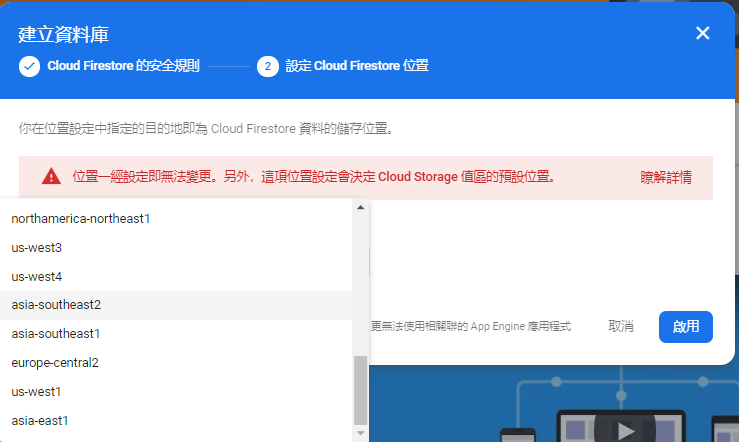 建立資料庫
Cloud Firestore 的安全規則
2 設定 Cloud Firestore 位置
你在位置設定中指定的目的地即為 Cloud Firestore 資料的儲存位置。
位置一經設定即無法變更。另外，這項位置設定會決定 Cloud Storage 值區的預設位置。 瞭解詳情
northamerica-northeast1
us-west3
us-west4
asia-southeast2
asia-southeast1
europe-central2
us-west1
asia-east1
更無法使用相關聯的 App Engine 應用程式
取消
啟用